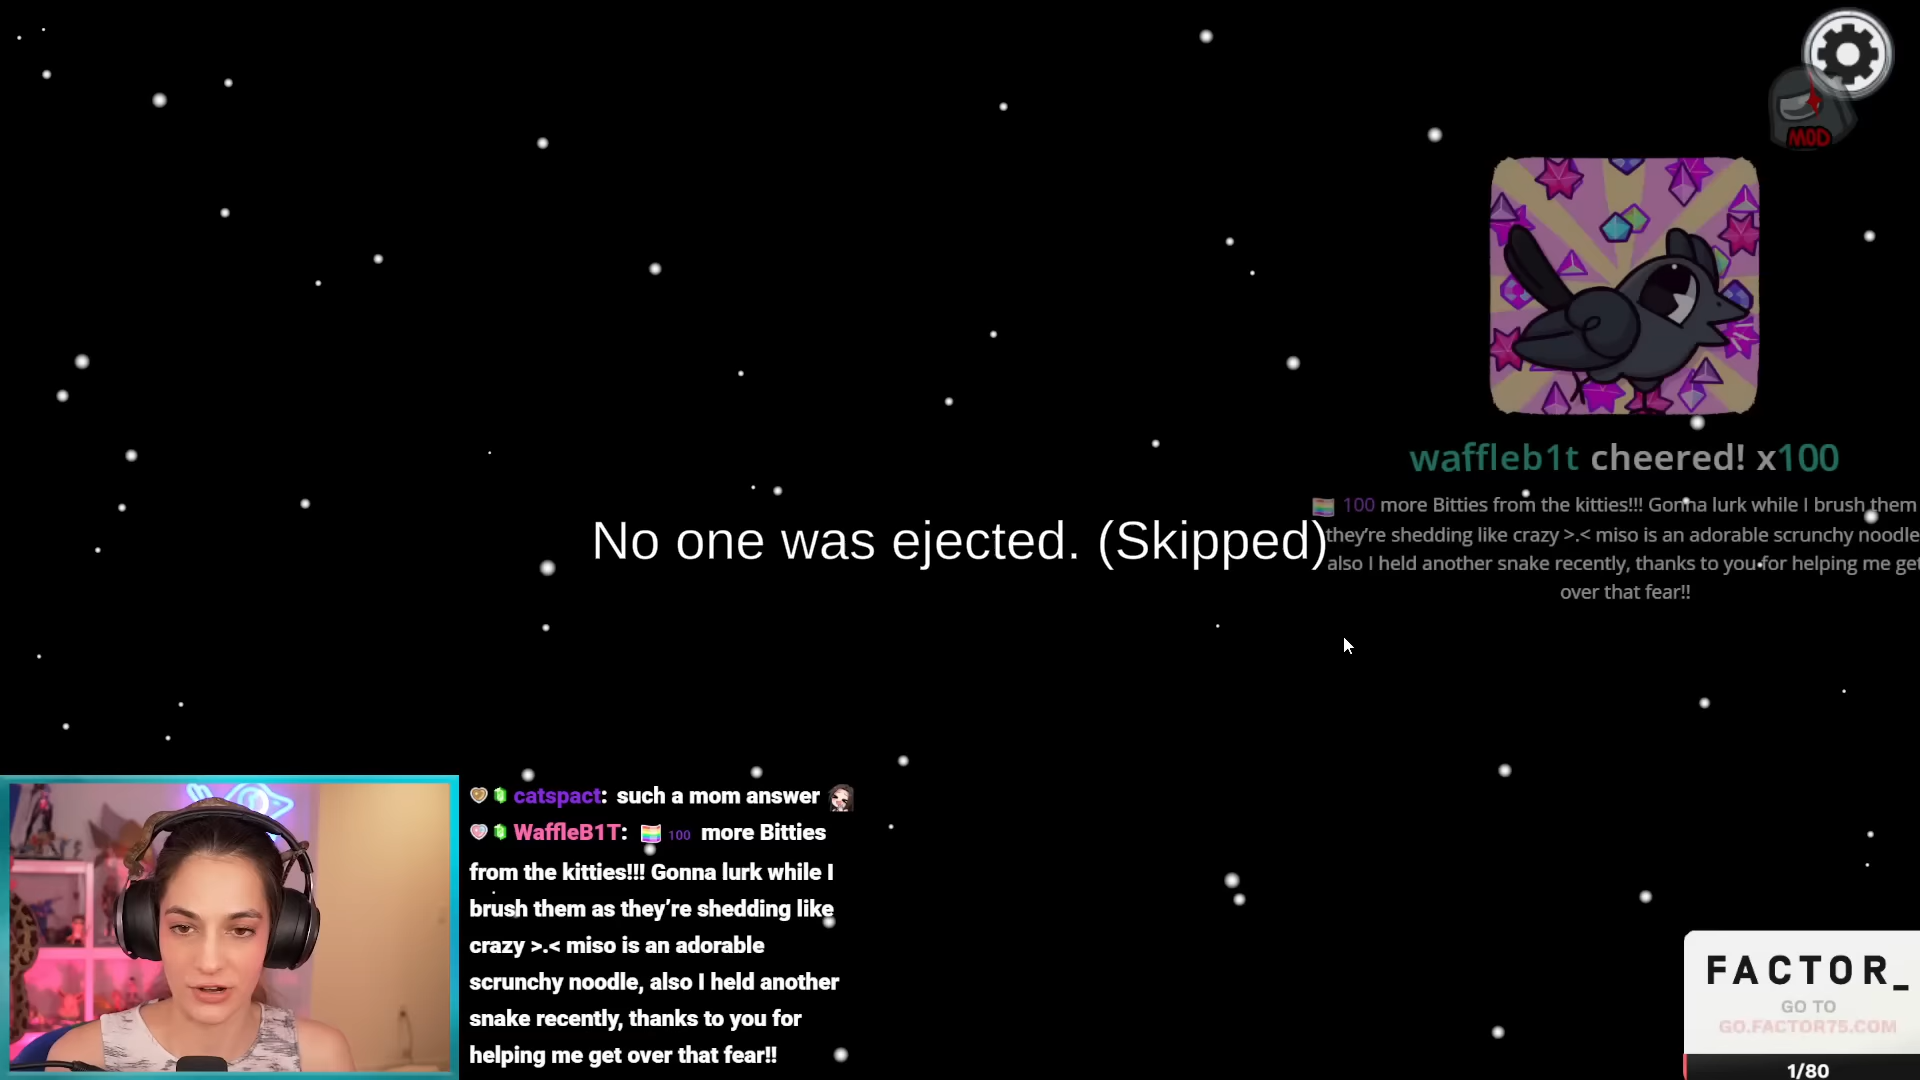 MOD
waffleb1t cheered! x100
100 more Bitties from the kitties!!! Gonna lurk while I brush them
they're shedding like crazy >.< miso is an adorable scrunchy noodle
also I held another snake recently, thanks to you for helping me get
over that fear!!
No one was ejected. (Skipped)
catspact: such a mom answer
WaffleB1T: 100 more Bitties
from the kitties!!! Gonna lurk while I
brush them as they’re shedding like
crazy >.< miso is an adorable
scrunchy noodle, also I held another
snake recently, thanks to you for
helping me get over that fear!!
FACTOR_
GO TO
GO.FACTOR75.COM
1/80